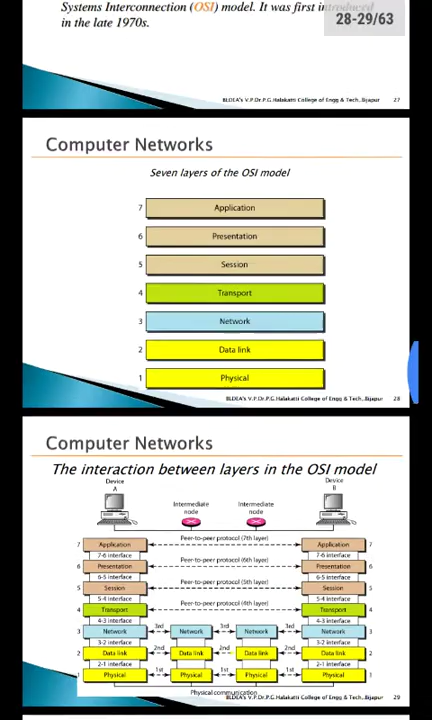 Systems Interconnection (OSI) model. It was first introduced
in the late 1970s.
28-29/63
BLDEA's V.P.Dr.P.G.Halakatti College of Engg & Tech.,Bijapur 27
Computer Networks
Seven layers of the OSI model
7 Application
6 Presentation
5 Session
4 Transport
3 Network
2 Data link
1 Physical
BLDEA's V.P.Dr.P.G.Halakatti College of Engg & Tech.,Bijapur 28
Computer Networks
The interaction between layers in the OSI model
Device
A
Device
B
Intermediate
node
Intermediate
node
7 Application Peer-to-peer protocol (7th layer) Application 7
7-6 interface 7-6 interface
6 Presentation Peer-to-peer protocol (6th layer) Presentation 6
6-5 interface 6-5 interface
5 Session Peer-to-peer protocol (5th layer) Session 5
5-4 interface 5-4 interface
4 Transport Peer-to-peer protocol (4th layer) Transport 4
4-3 interface 4-3 interface
3 Network 3rd Network 3rd Network 3rd Network 3
3-2 interface 3-2 interface
2 Data link 2nd Data link 2nd Data link 2nd Data link 2
2-1 interface 2-1 interface
1 Physical 1st Physical 1st Physical 1st Physical 1
Physical communication
BLDEA's V.P.Dr.P.G.Halakatti College of Engg & Tech.,Bijapur 29